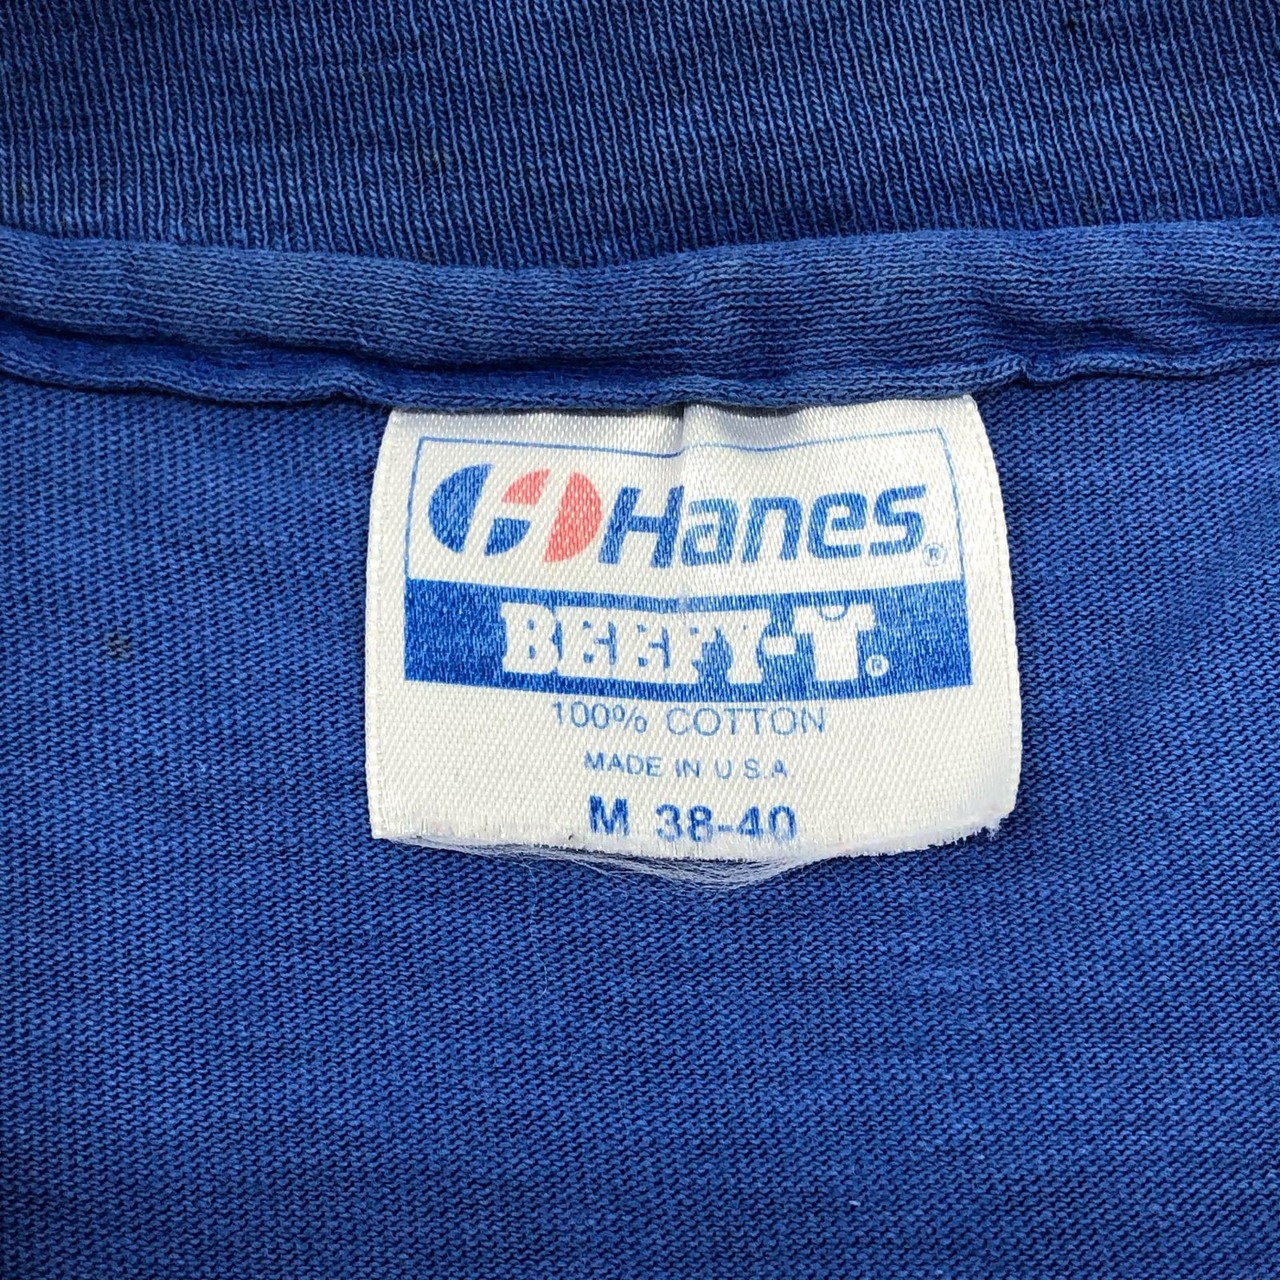 Hanes®
BEEFY-T®
100% COTTON
MADE IN U.S.A
M 38-40